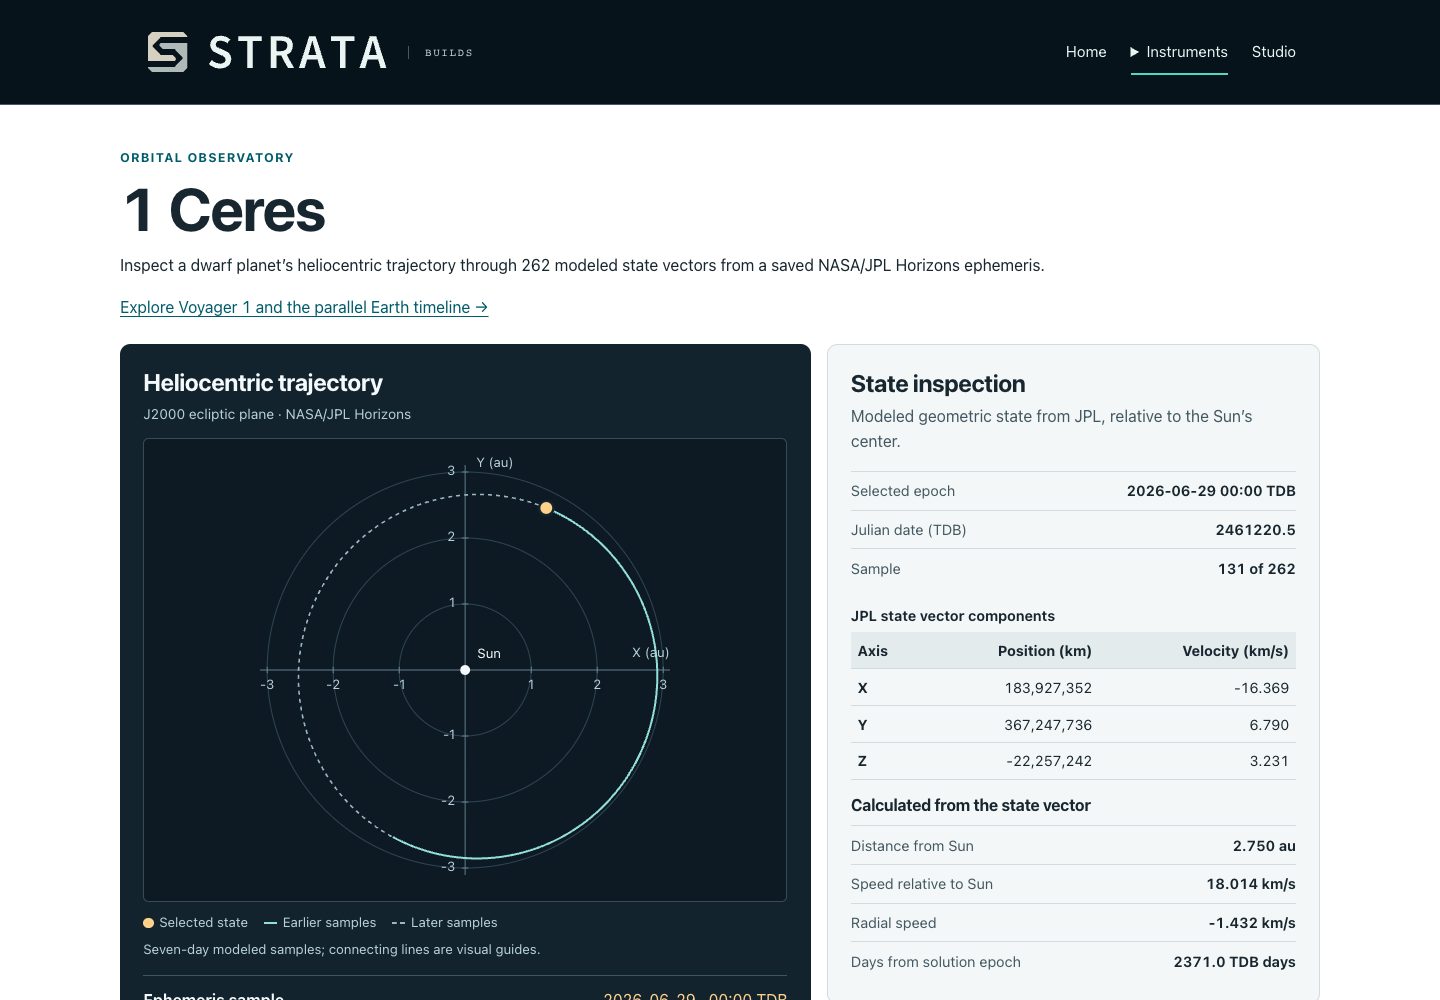 STRATA | BUILDS
Home ▶ Instruments Studio
ORBITAL OBSERVATORY
1 Ceres
Inspect a dwarf planet’s heliocentric trajectory through 262 modeled state vectors from a saved NASA/JPL Horizons ephemeris.
Explore Voyager 1 and the parallel Earth timeline →
Heliocentric trajectory
J2000 ecliptic plane · NASA/JPL Horizons
Y (au)
3
2
1
Sun
X (au)
-3 -2 -1 1 2 3
-1
-2
-3
Selected state Earlier samples Later samples
Seven-day modeled samples; connecting lines are visual guides.
Ephemeris sample 2026-06-29 00:00 TDB
State inspection
Modeled geometric state from JPL, relative to the Sun’s
center.
Selected epoch 2026-06-29 00:00 TDB
Julian date (TDB) 2461220.5
Sample 131 of 262
JPL state vector components
Axis Position (km) Velocity (km/s)
X 183,927,352 -16.369
Y 367,247,736 6.790
Z -22,257,242 3.231
Calculated from the state vector
Distance from Sun 2.750 au
Speed relative to Sun 18.014 km/s
Radial speed -1.432 km/s
Days from solution epoch 2371.0 TDB days